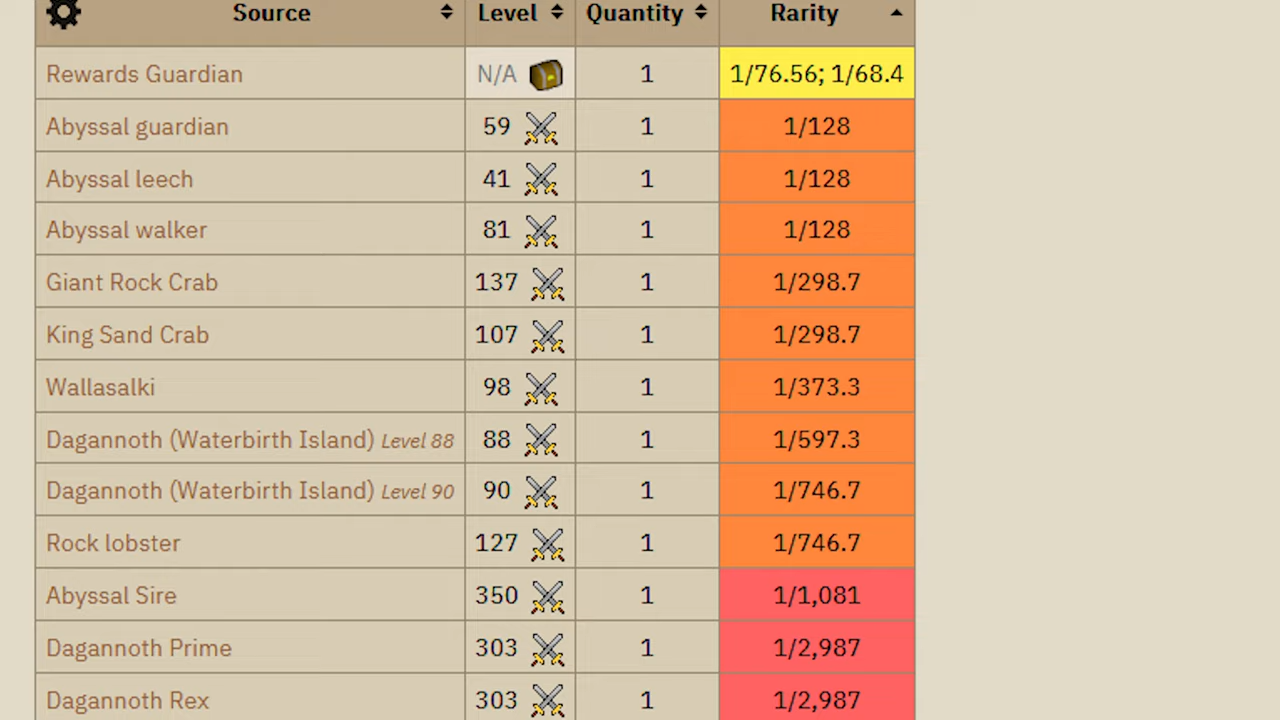 Source Level Quantity Rarity
Rewards Guardian N/A 1 1/76.56; 1/68.4
Abyssal guardian 59 1 1/128
Abyssal leech 41 1 1/128
Abyssal walker 81 1 1/128
Giant Rock Crab 137 1 1/298.7
King Sand Crab 107 1 1/298.7
Wallasalki 98 1 1/373.3
Dagannoth (Waterbirth Island) Level 88 88 1 1/597.3
Dagannoth (Waterbirth Island) Level 90 90 1 1/746.7
Rock lobster 127 1 1/746.7
Abyssal Sire 350 1 1/1,081
Dagannoth Prime 303 1 1/2,987
Dagannoth Rex 303 1 1/2,987